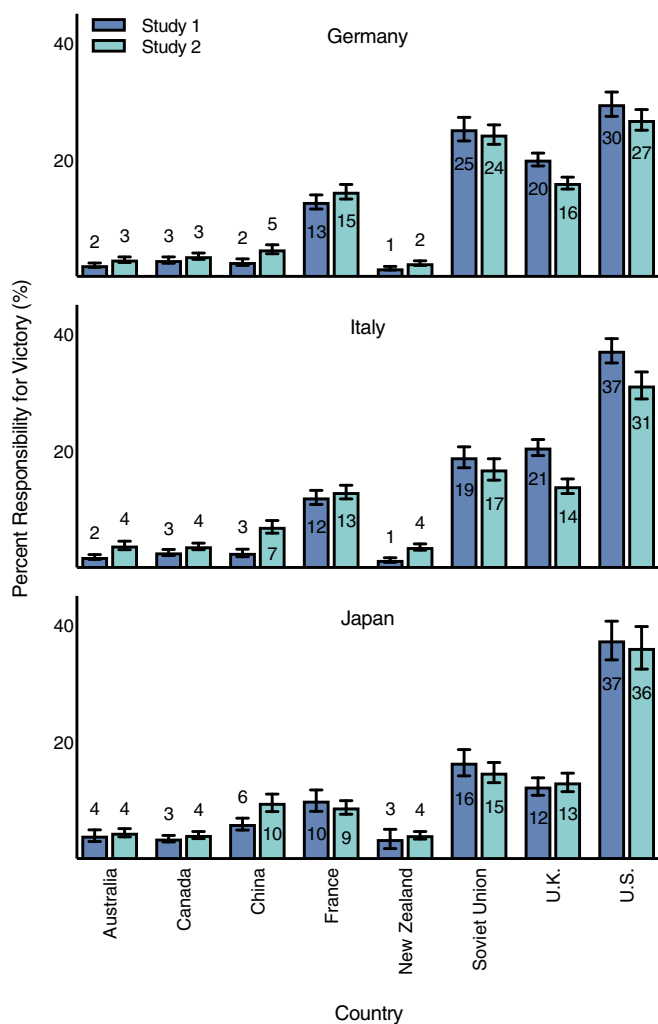 Study 1
Study 2
Germany
Percent Responsibility for Victory (%)
40
20
2 3 3 3 2 5 13 15 1 2 25 24 20 16 30 27
Italy
40
20
2 4 3 4 3 7 12 13 1 4 19 17 21 14 37 31
Japan
40
20
4 4 3 4 6 10 10 9 3 4 16 15 12 13 37 36
Australia
Canada
China
France
New Zealand
Soviet Union
U.K.
U.S.
Country